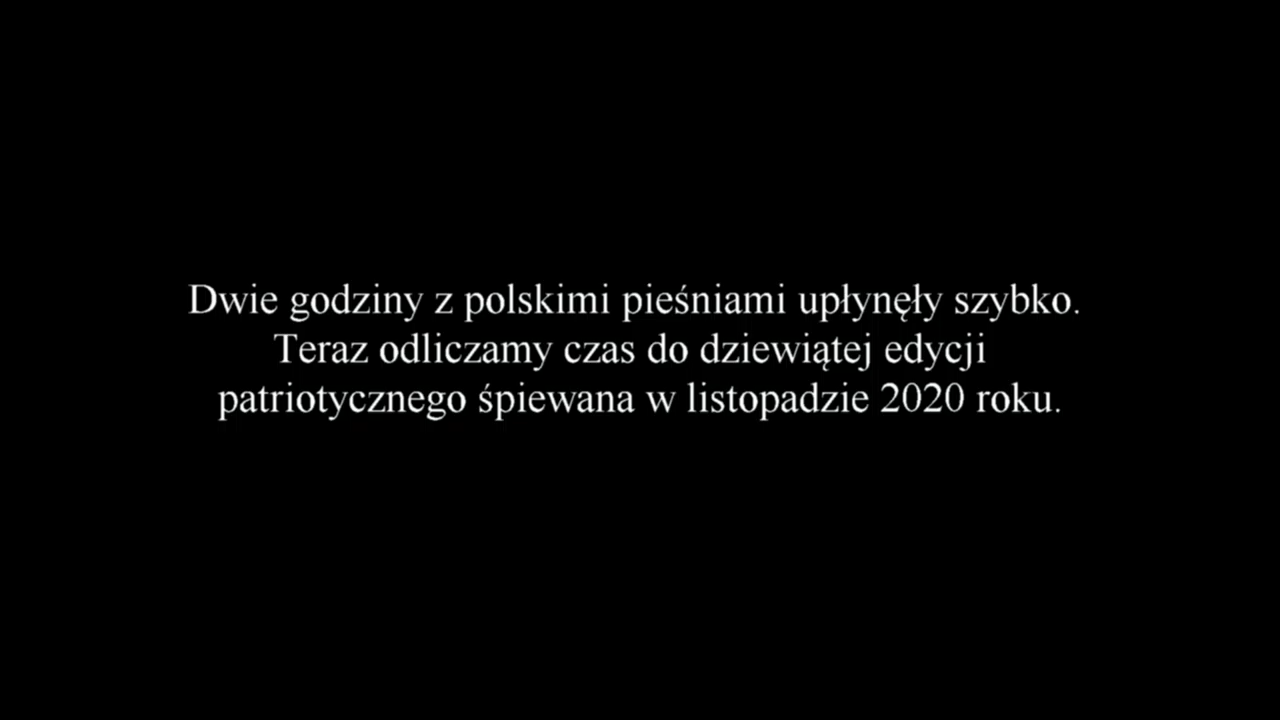 Dwie godziny z polskimi pieśniami upłynęły szybko.
Teraz odliczamy czas do dziewiątej edycji
patriotycznego śpiewana w listopadzie 2020 roku.